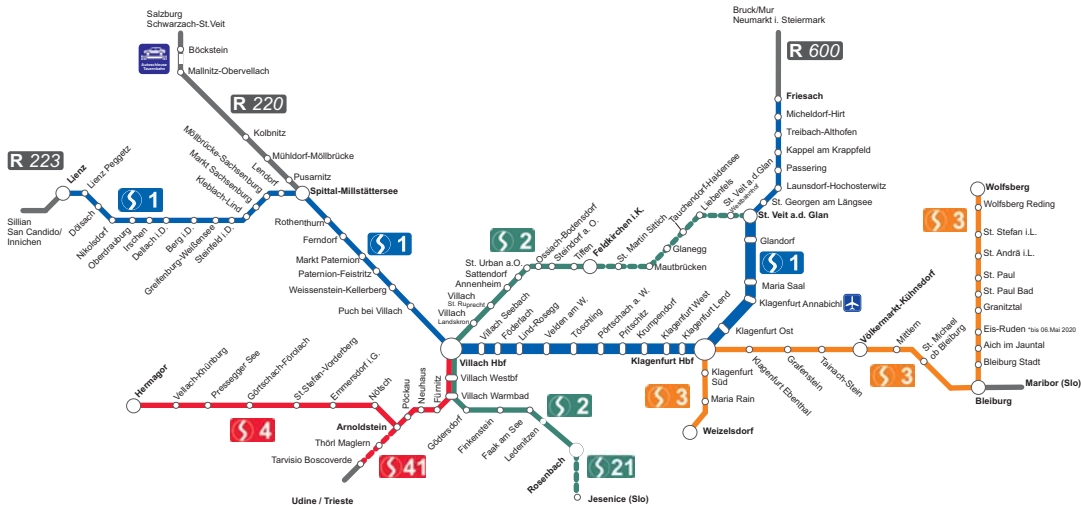 Salzburg
Schwarzach-St.Veit
Böckstein
Autoschleuse
Tauernbahn
Mallnitz-Obervellach
R 220
Kolbnitz
Mühldorf-Möllbrücke
Pusarnitz
Spittal-Millstättersee
R 223
Sillian
San Candido/
Innichen
Lienz
Lienz Peggetz
S 1
Dölsach
Nikolsdorf
Oberdrauburg
Irschen
Dellach i.D.
Berg i.D.
Greifenburg-Weißensee
Steinfeld i.D.
Kleblach-Lind
Markt Sachsenburg
Möllbrücke-Sachsenburg
Lendorf
Rothenthurn
Ferndorf
S 1
Markt Paternion
Paternion-Feistritz
Weissenstein-Kellerberg
Puch bei Villach
Villach Hbf
Villach
Landskron
Villach
St. Ruprecht
Annenheim
Sattendorf
St. Urban a.O.
S 2
Ossiach-Bodensdorf
Steindorf a. O.
Tiffen
Feldkirchen i.K.
St. Martin Sittich
Mautbrücken
Glanegg
Tauchendorf-Haidensee
Liebenfels
St. Veit a.d.Glan
Westbahnhof
St. Veit a.d. Glan
Bruck/Mur
Neumarkt i. Steiermark
R 600
Friesach
Micheldorf-Hirt
Treibach-Althofen
Kappel am Krappfeld
Passering
Launsdorf-Hochosterwitz
St. Georgen am Längsee
Glandorf
S 1
Maria Saal
Klagenfurt Annabichl
Klagenfurt Ost
Villach Seebach
Föderlach
Lind-Rosegg
Velden am W.
Töschling
Pörtschach a. W.
Pritschitz
Krumpendorf
Klagenfurt West
Klagenfurt Lend
Klagenfurt Hbf
Klagenfurt
Süd
S 3
Maria Rain
Weizelsdorf
Klagenfurt Ebenthal
Grafenstein
Tainach-Stein
Völkermarkt-Kühnsdorf
Mittlern
S 3
St. Michael
ob Bleiburg
Bleiburg
Maribor (Slo)
Wolfsberg
Wolfsberg Reding
S 3
St. Stefan i.L.
St. Andrä i.L.
St. Paul
St. Paul Bad
Granitztal
Eis-Ruden *bis 06.Mai 2020
Aich im Jauntal
Bleiburg Stadt
Villach Westbf
Villach Warmbad
Fürnitz
Neuhaus
Pöckau
Arnoldstein
Hermagor
Vellach-Khünburg
Pressegger See
Görtschach-Förolach
St.Stefan-Vorderberg
Emmersdorf i.G.
Nötsch
S 4
Thörl Maglern
Tarvisio Boscoverde
S 41
Udine / Trieste
Gödersdorf
Finkenstein
Faak am See
Ledenitzen
S 2
Rosenbach
S 21
Jesenice (Slo)